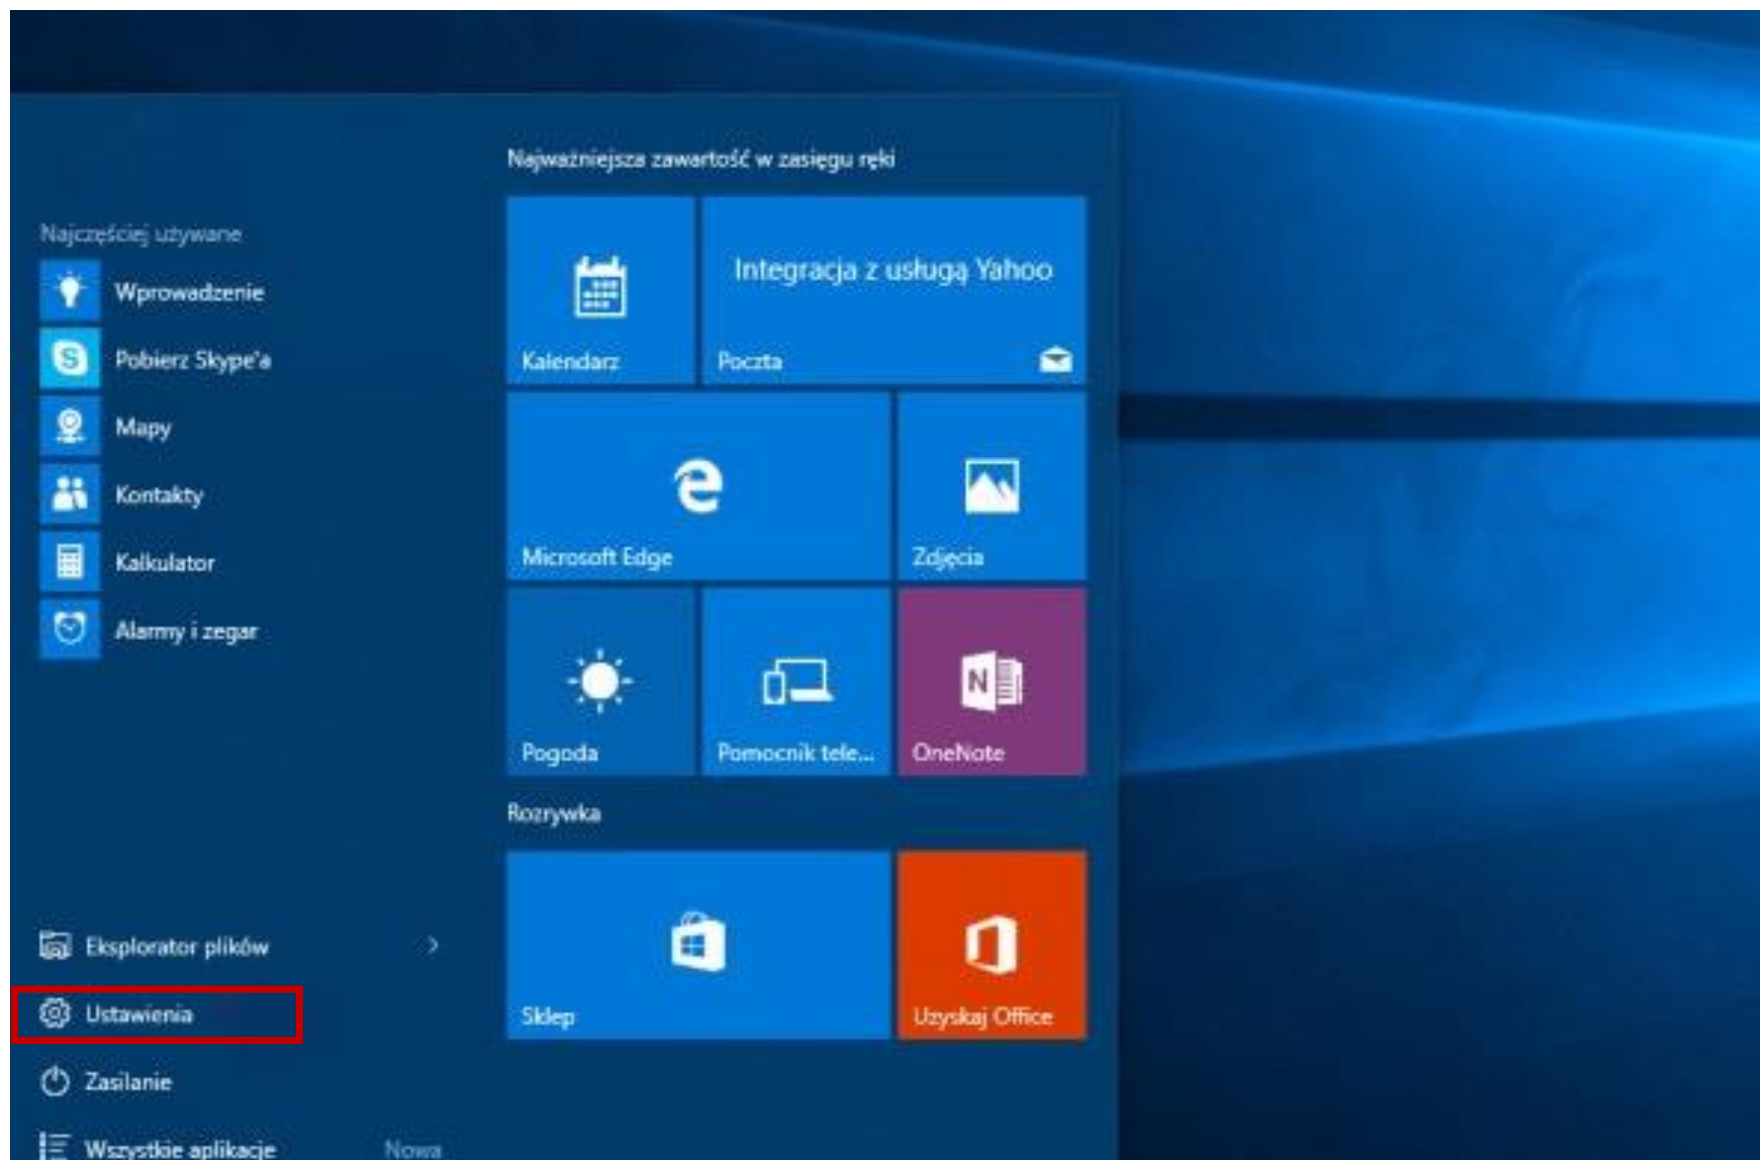 Najważniejsza zawartość w zasięgu ręki
Najczęściej używane
Wprowadzenie
Pobierz Skype'a
Mapy
Kontakty
Kalkulator
Alarmy i zegar
Eksplorator plików
Ustawienia
Zasilanie
Wszystkie aplikacje
Nowa
Integracja z usługą Yahoo
Kalendarz
Poczta
Microsoft Edge
Zdjęcia
Pogoda
Pomocnik tele...
OneNote
Rozrywka
Sklep
Uzyskaj Office